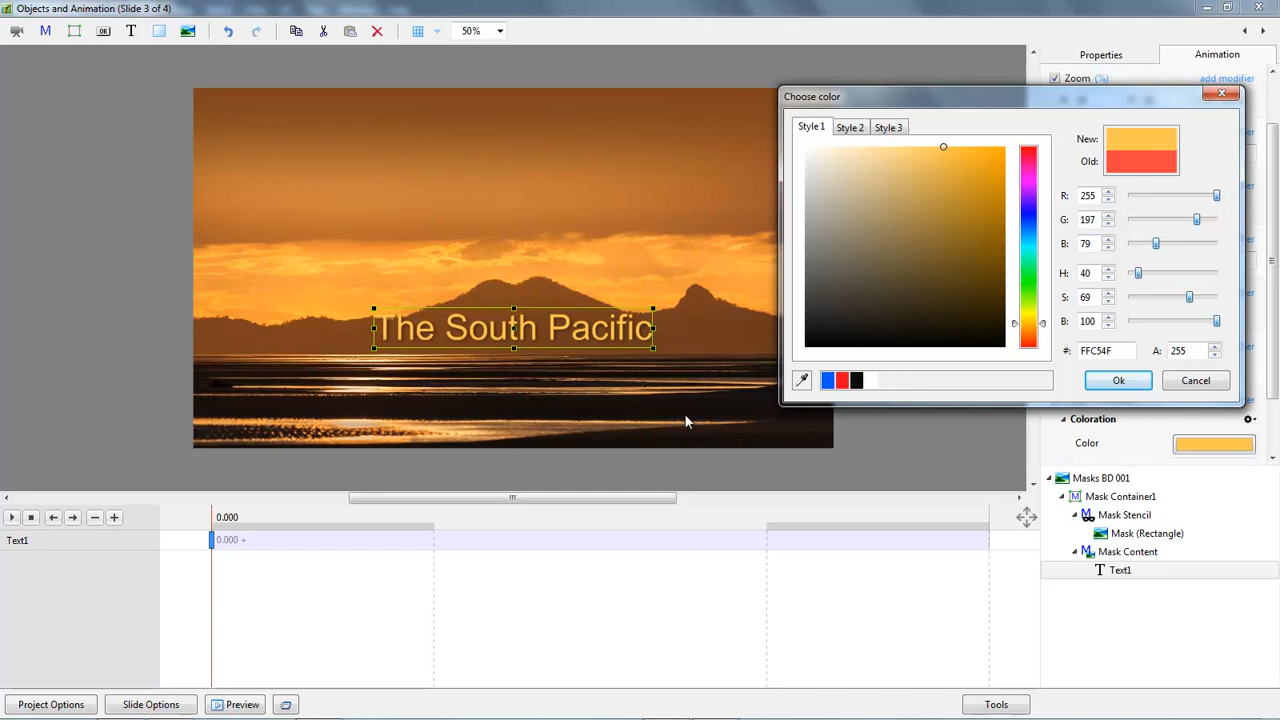 Objects and Animation (Slide 3 of 4)
M
OK
T
50%
Properties
Animation
Zoom (%)
add modifier
Choose color
Style 1
Style 2
Style 3
New:
Old:
R: 255
G: 197
B: 79
H: 40
S: 69
B: 100
#: FFC54F
A: 255
Ok
Cancel
The South Pacific
Coloration
Color
Masks BD 001
M Mask Container1
M Mask Stencil
Mask (Rectangle)
M Mask Content
T Text1
0.000
Text1
0.000 +
Project Options
Slide Options
Preview
Tools